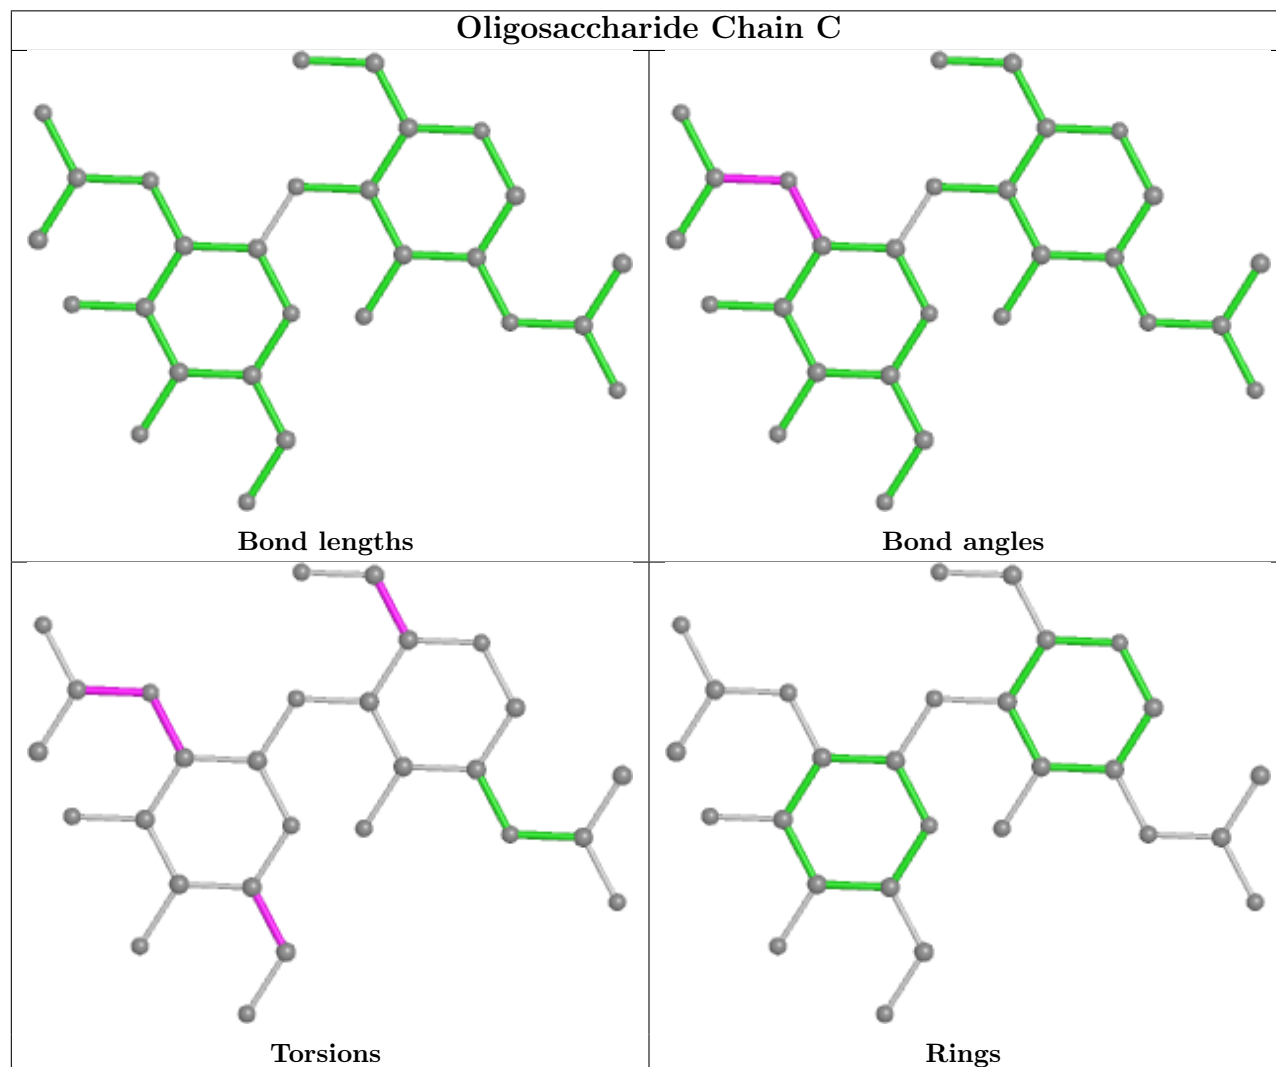 Oligosaccharide Chain C
Bond lengths
Bond angles
Torsions
Rings